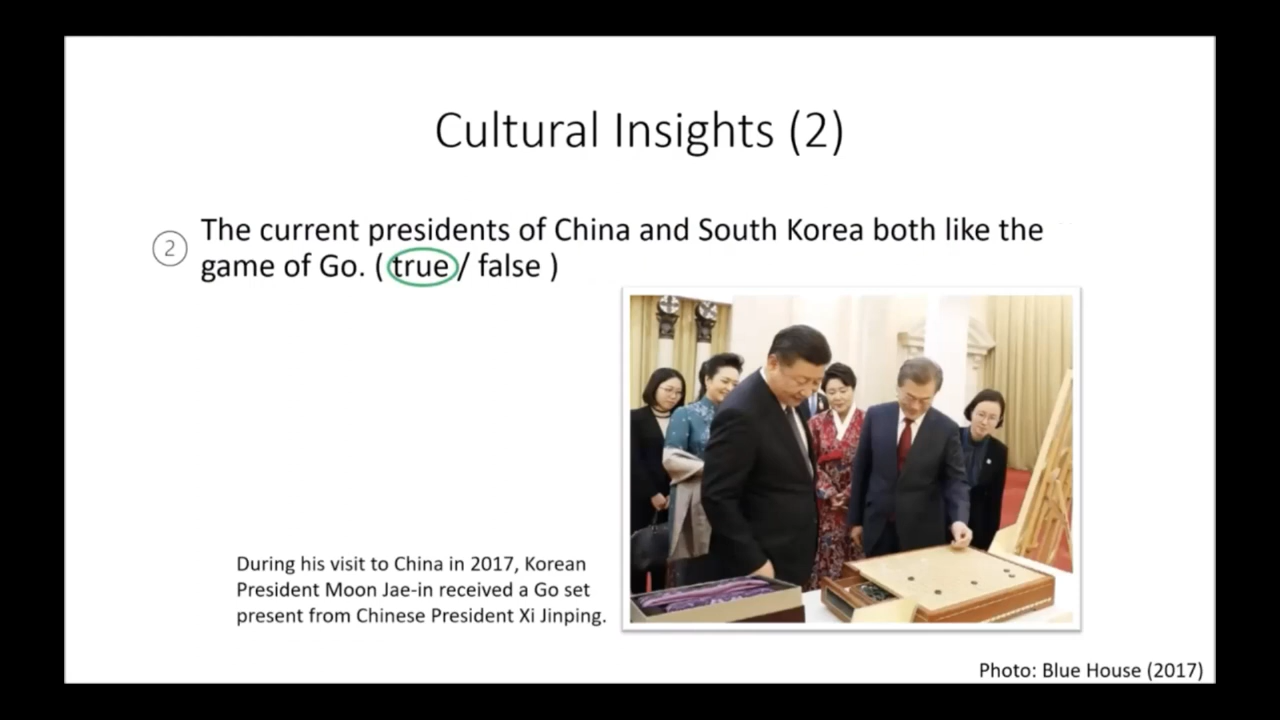 Cultural Insights (2)
2 The current presidents of China and South Korea both like the
game of Go. ( true / false )
During his visit to China in 2017, Korean
President Moon Jae-in received a Go set
present from Chinese President Xi Jinping.
Photo: Blue House (2017)